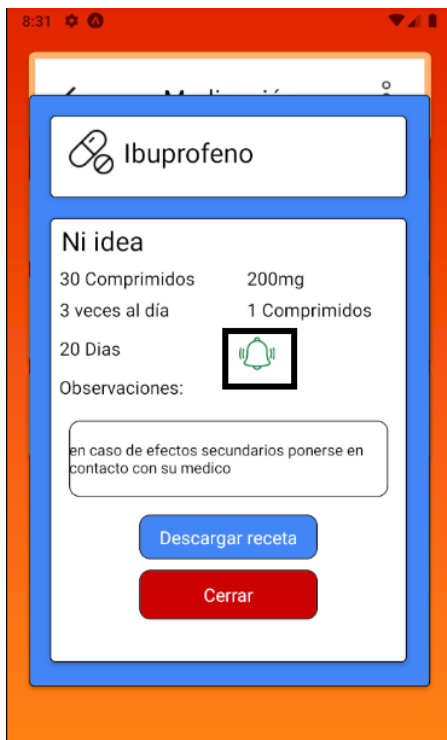 8:31
Ibuprofeno
Ni idea
30 Comprimidos 200mg
3 veces al día 1 Comprimidos
20 Dias
Observaciones:
en caso de efectos secundarios ponerse en
contacto con su medico
Descargar receta
Cerrar